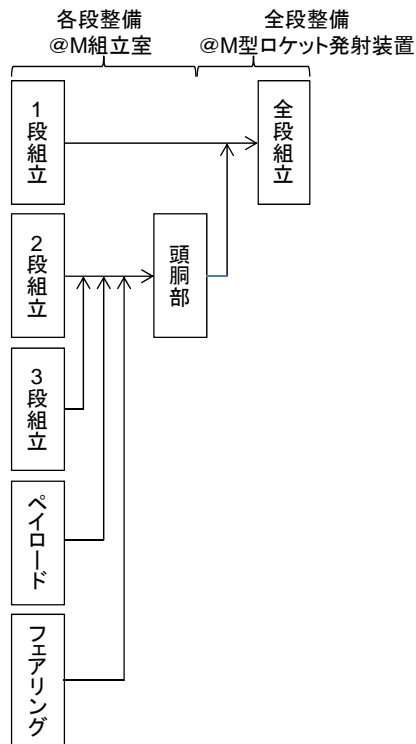 各段整備
@M組立室
全段整備
@M型ロケット発射装置
1段組立
全段組立
2段組立
頭胴部
3段組立
ペイロード
フェアリング